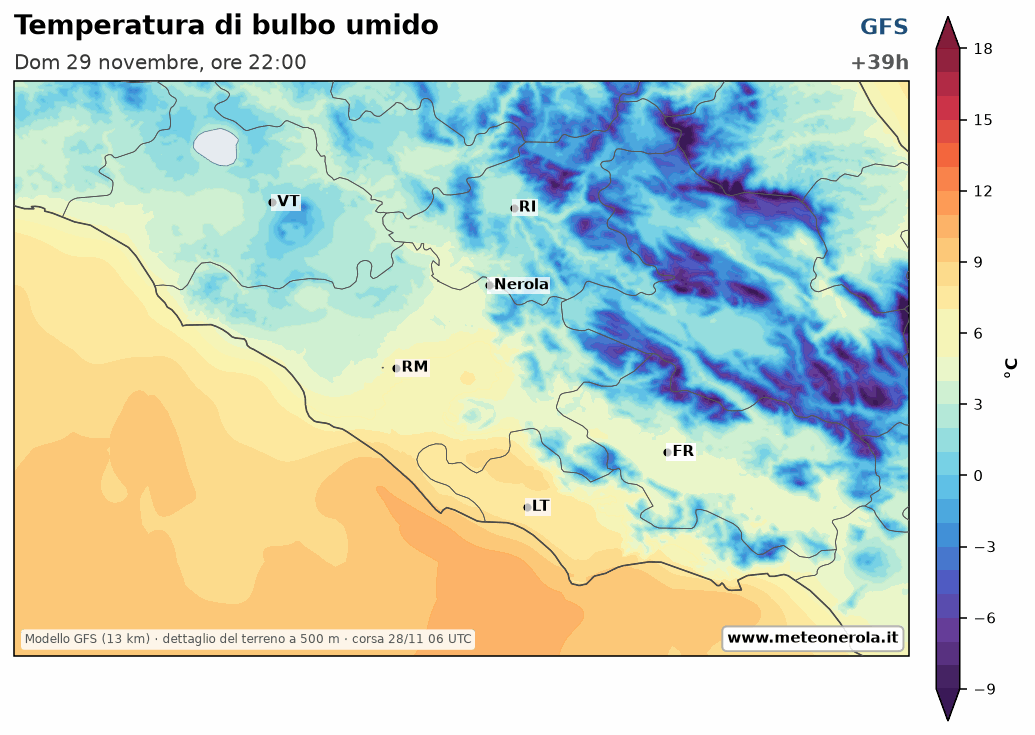 Temperatura di bulbo umido
GFS
Dom 29 novembre, ore 22:00
+39h
VT
RI
Nerola
RM
FR
LT
Modello GFS (13 km) · dettaglio del terreno a 500 m · corsa 28/11 06 UTC
www.meteonerola.it
18
15
12
9
6
3
0
−3
−6
−9
°C